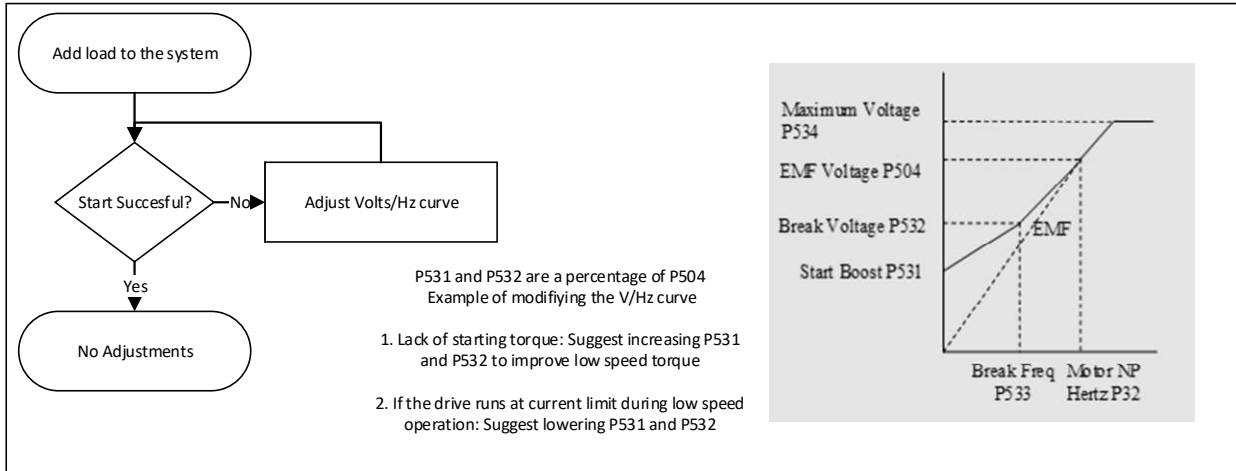 Add load to the system
Start Succesful?
No
Adjust Volts/Hz curve
Yes
No Adjustments
P531 and P532 are a percentage of P504
Example of modifiying the V/Hz curve
1. Lack of starting torque: Suggest increasing P531
and P532 to improve low speed torque
2. If the drive runs at current limit during low speed
operation: Suggest lowering P531 and P532
Maximum Voltage
P534
EMF Voltage P504
Break Voltage P532
EMF
Start Boost P531
Break Freq
P533
Motor NP
Hertz P32